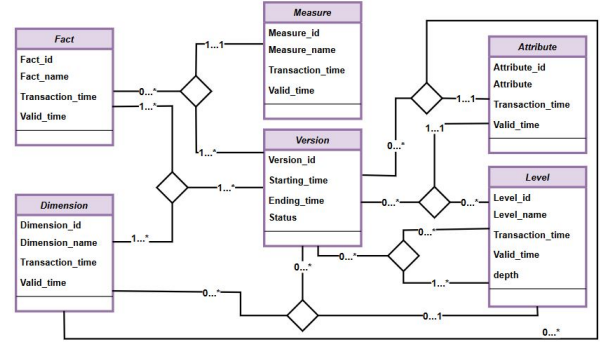 Measure
Measure_id
Measure_name
Transaction_time
Valid_time
Fact
Fact_id
Fact_name
Transaction_time
Valid_time
Attribute
Attribute_id
Attribute
Transaction_time
Valid_time
1...1
0...*
1...*
1...*
1...1
1...1
0...*
Version
Version_id
Starting_time
Ending_time
Status
1...*
0...*
0...*
Level
Level_id
Level_name
Transaction_time
Valid_time
depth
Dimension
Dimension_id
Dimension_name
Transaction_time
Valid_time
1...*
0...*
0...*
1...*
0...*
0...*
0...1
0...*